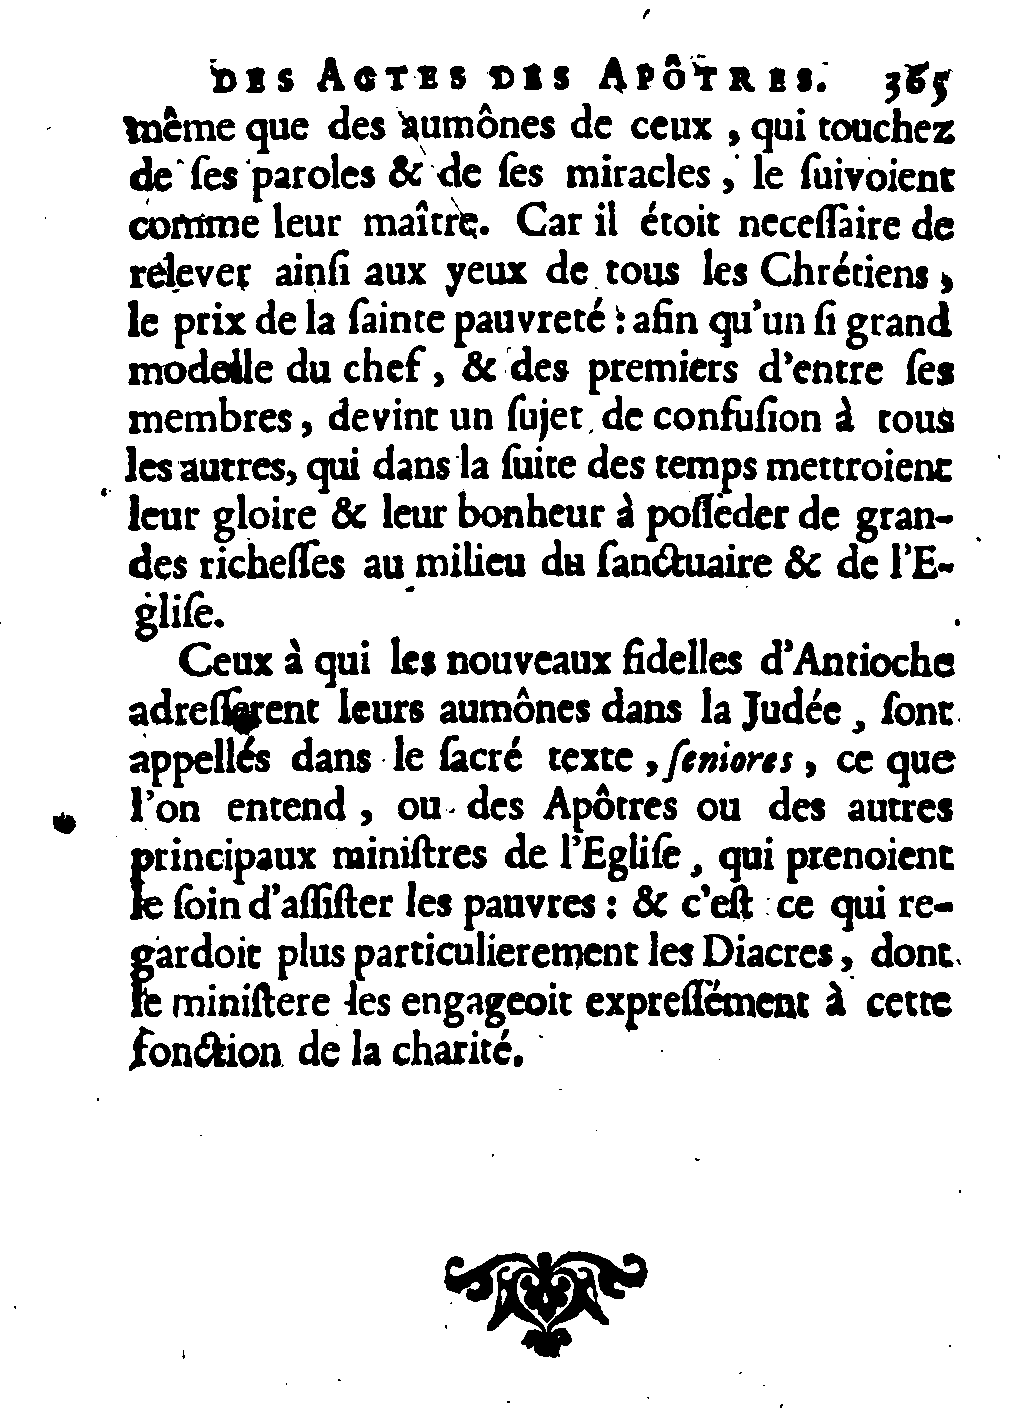 DES ACTES DES APÔTRES. 365
même que des aumônes de ceux , qui touchez
de ſes paroles & de ſes miracles , le ſuivoient
comme leur maître. Car il étoit neceſſaire de
relever ainſi aux yeux de tous les Chrétiens ,
le prix de la ſainte pauvreté : afin qu'un ſi grand
modelle du chef , & des premiers d'entre ſes
membres , devint un ſujet de confuſion à tous
les autres, qui dans la ſuite des temps mettroient
leur gloire & leur bonheur à poſſeder de gran-
des richeſſes au milieu du ſanctuaire & de l'E-
gliſe.
Ceux à qui les nouveaux fidelles d'Antioche
adreſſerent leurs aumônes dans la Judée , ſont
appellés dans le ſacré texte , ſeniores , ce que
l'on entend , ou des Apôtres ou des autres
principaux miniſtres de l'Egliſe , qui prenoient
le ſoin d'aſſiſter les pauvres : & c'eſt ce qui re-
gardoit plus particulierement les Diacres , dont
le miniſtere les engageoit expreſſément à cette
fonction de la charité.